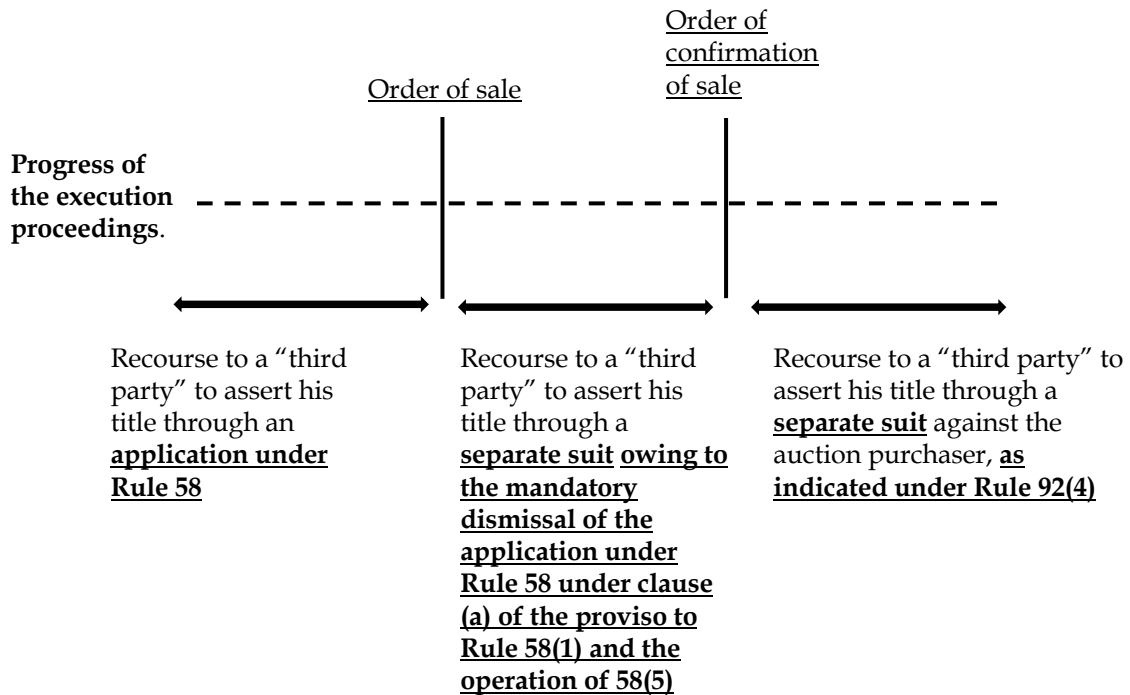 Order of
confirmation
of sale
Order of sale
Progress of
the execution
proceedings.
Recourse to a “third
party” to assert his
title through an
application under
Rule 58
Recourse to a “third
party” to assert his
title through a
separate suit owing to
the mandatory
dismissal of the
application under
Rule 58 under clause
(a) of the proviso to
Rule 58(1) and the
operation of 58(5)
Recourse to a “third party” to
assert his title through a
separate suit against the
auction purchaser, as
indicated under Rule 92(4)